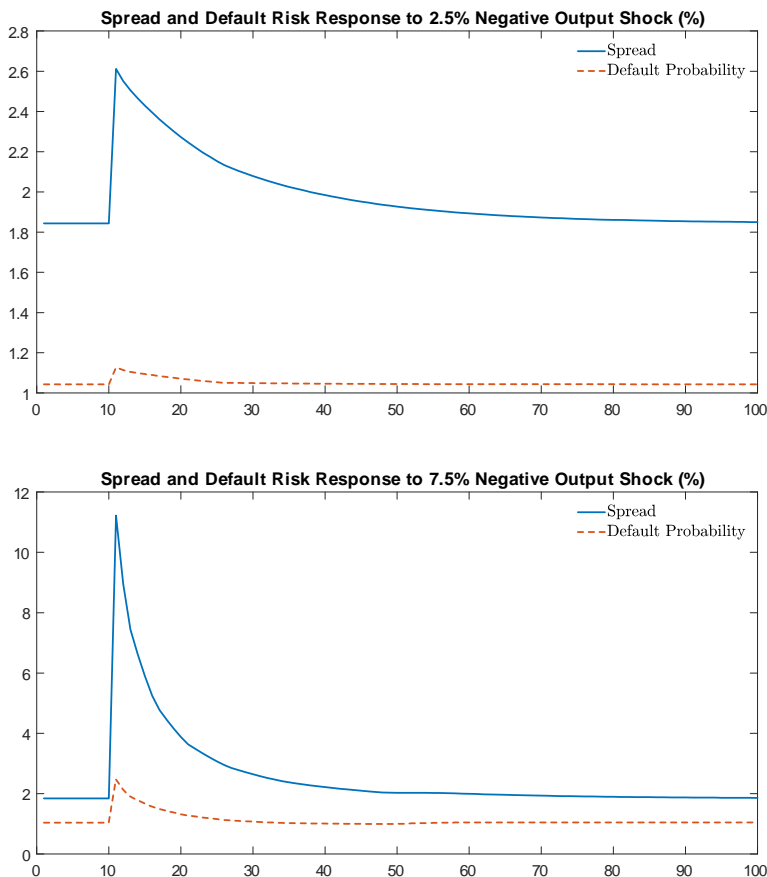 Spread and Default Risk Response to 2.5% Negative Output Shock (%)
2.8
Spread
2.6
Default Probability
2.4
2.2
2
1.8
1.6
1.4
1.2
1
0 10 20 30 40 50 60 70 80 90 100
Spread and Default Risk Response to 7.5% Negative Output Shock (%)
12
Spread
Default Probability
10
8
6
4
2
0
0 10 20 30 40 50 60 70 80 90 100